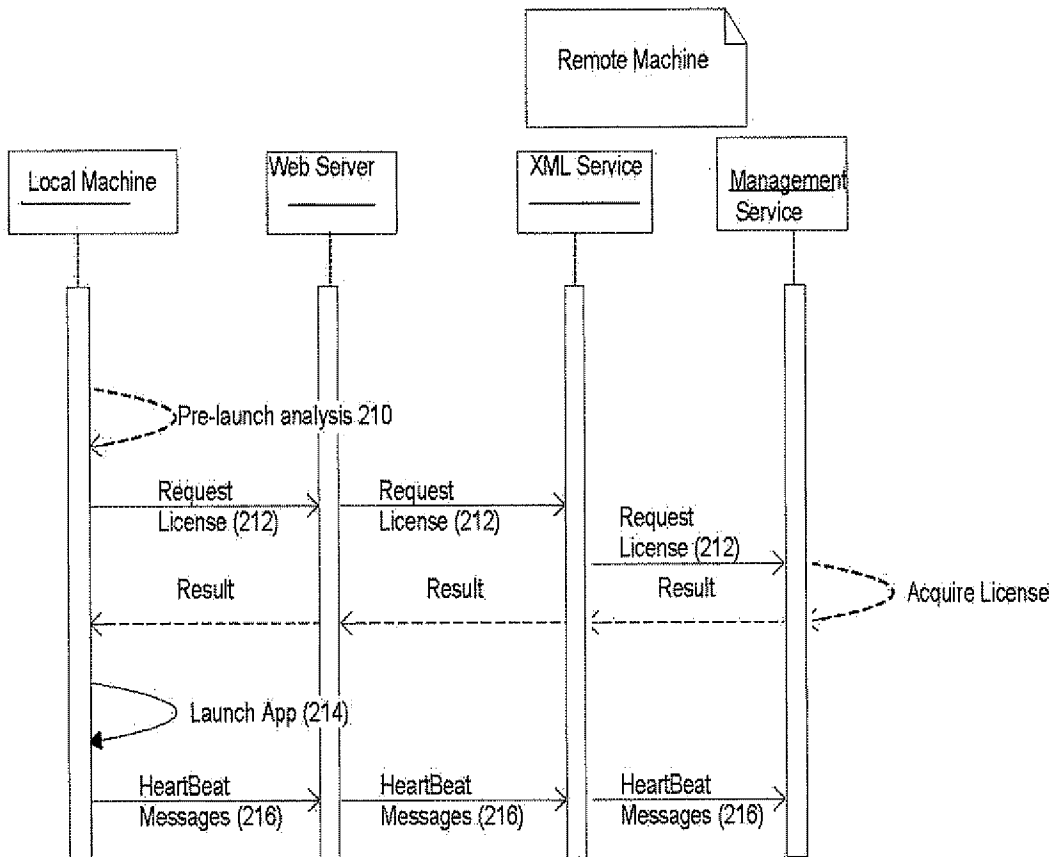 Remote Machine
Local Machine
Web Server
XML Service
Management
Service
Pre-launch analysis 210
Request
License (212)
Request
License (212)
Request
License (212)
Result
Result
Result
Acquire License
Launch App (214)
HeartBeat
Messages (216)
HeartBeat
Messages (216)
HeartBeat
Messages (216)